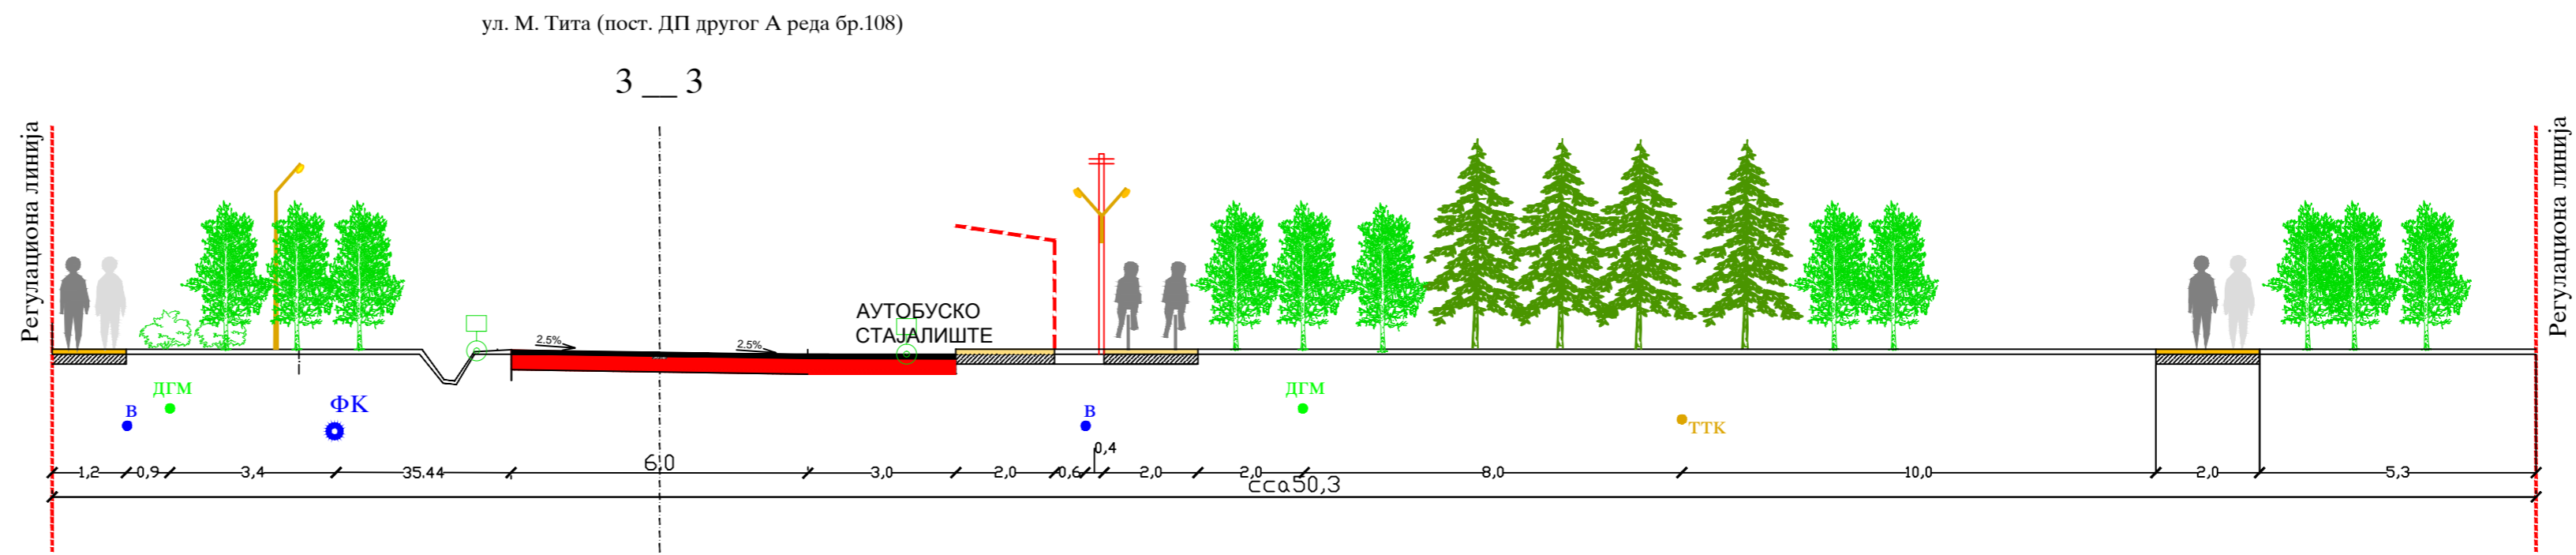 ул. М. Тита (пост. ДП другог А реда бр.108)
3 __ 3
Регулациона линија
Регулациона линија
2.5%
2.5%
АУТОБУСКО
СТАЈАЛИШТЕ
ДГМ
В
ФК
В
ДГМ
ТТК
0,4
1,2 0,9 3,4 35.44 6.0 3,0 2,0 0,6 2,0 2,0 8,0 10,0 2,0 5,3
cca50,3